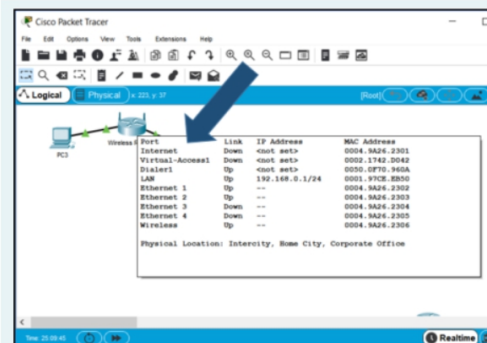 Cisco Packet Tracer
File Edit Options View Tools Extensions Help
Logical Physical x: 223, y: 37 [Root]
PC3
Wireless
Port Link IP Address MAC Address
Internet Down <not set> 0004.9A26.2301
Virtual-Access1 Down <not set> 0002.1742.D042
Dialer1 Up <not set> 0050.0F70.960A
LAN Up 192.168.0.1/24 0001.97CE.EB50
Ethernet 1 Up -- 0004.9A26.2302
Ethernet 2 Up -- 0004.9A26.2303
Ethernet 3 Down -- 0004.9A26.2304
Ethernet 4 Down -- 0004.9A26.2305
Wireless Up -- 0004.9A26.2306
Physical Location: Intercity, Home City, Corporate Office
Time: 25:09:45
Realtime